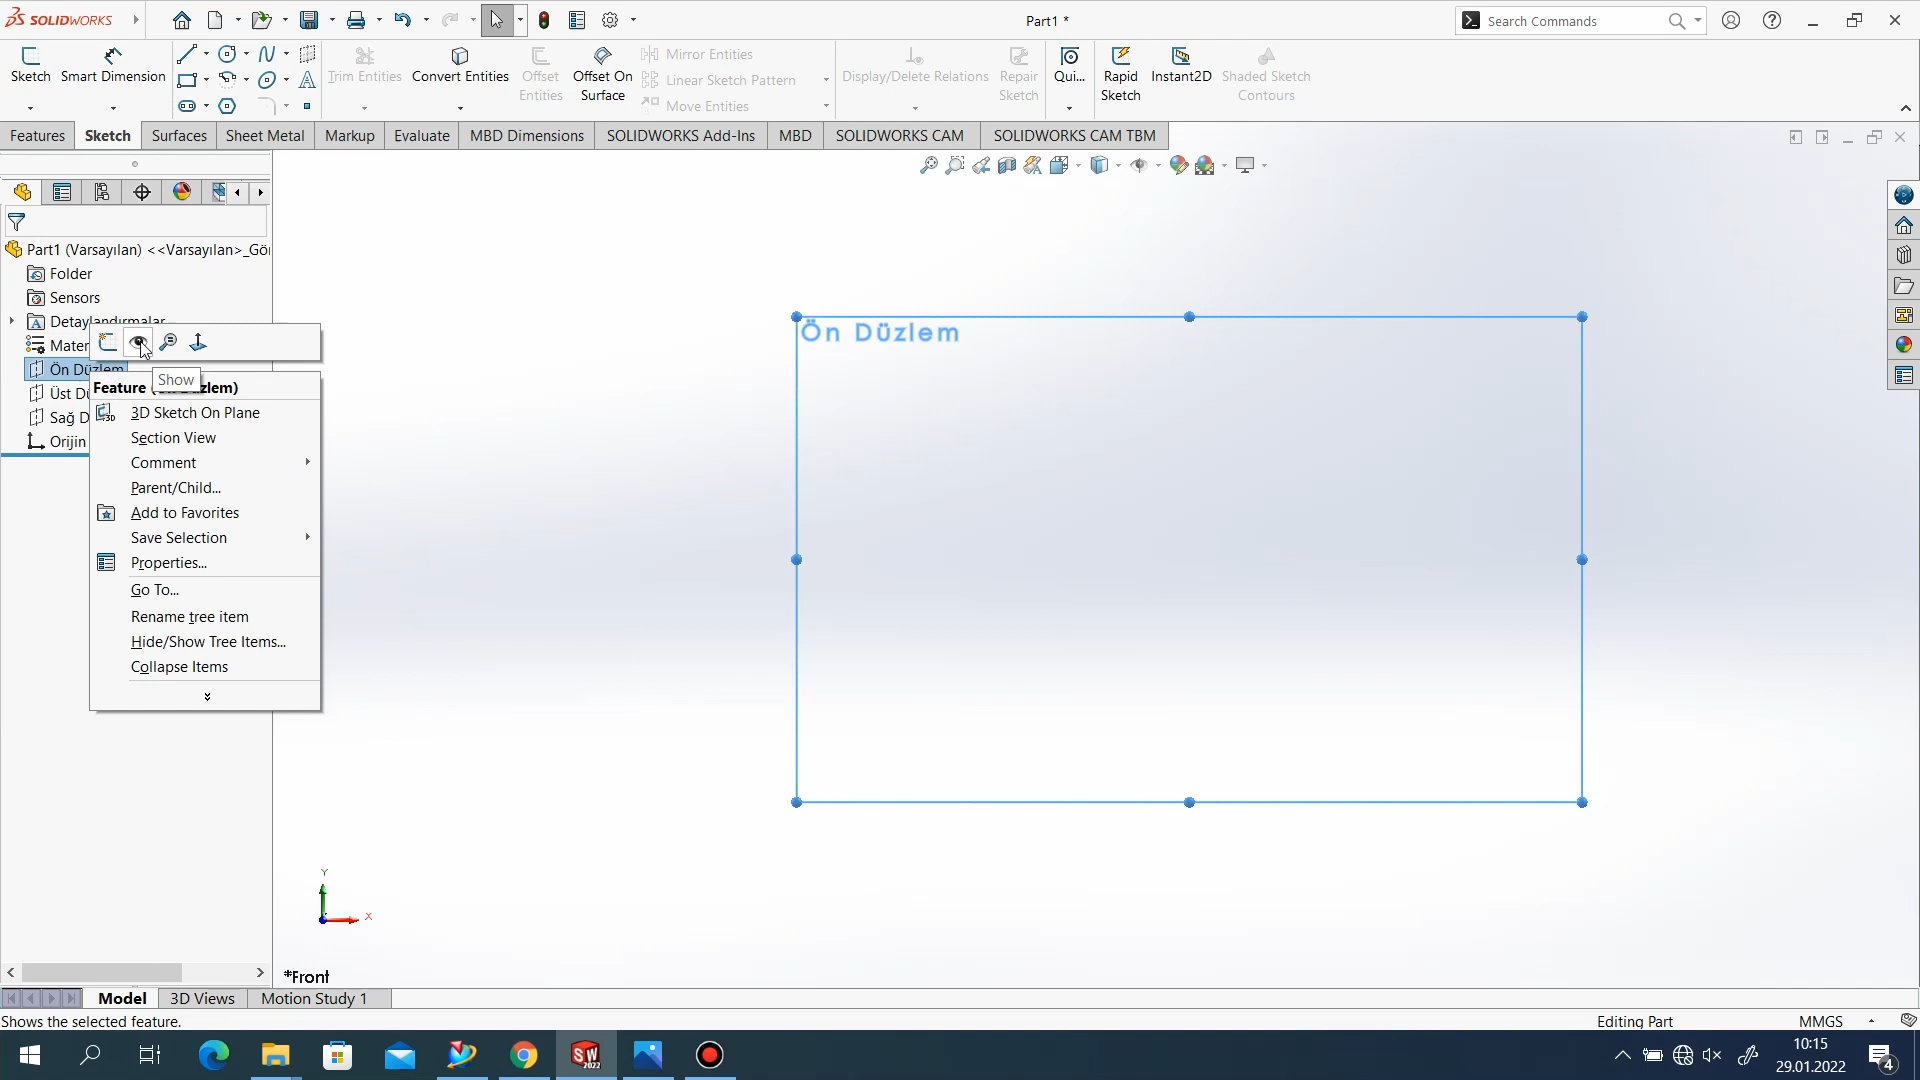 SOLIDWORKS
Part1 *
Search Commands
Sketch
Smart Dimension
Trim Entities
Convert Entities
Offset Entities
Offset On Surface
Mirror Entities
Linear Sketch Pattern
Move Entities
Display/Delete Relations
Repair Sketch
Qui...
Rapid Sketch
Instant2D
Shaded Sketch Contours
Features
Sketch
Surfaces
Sheet Metal
Markup
Evaluate
MBD Dimensions
SOLIDWORKS Add-Ins
MBD
SOLIDWORKS CAM
SOLIDWORKS CAM TBM
Part1 (Varsayılan) <<Varsayılan>_Gö
Folder
Sensors
Detaylandırmalar
Mater
Ön Düzlem
Üst D
Sağ D
Orijin
Show
Feature (Ön Düzlem)
3D Sketch On Plane
Section View
Comment
Parent/Child...
Add to Favorites
Save Selection
Properties...
Go To...
Rename tree item
Hide/Show Tree Items...
Collapse Items
Ön Düzlem
Y
X
*Front
Model
3D Views
Motion Study 1
Shows the selected feature.
Editing Part
MMGS
SW
2022
10:15
29.01.2022
4